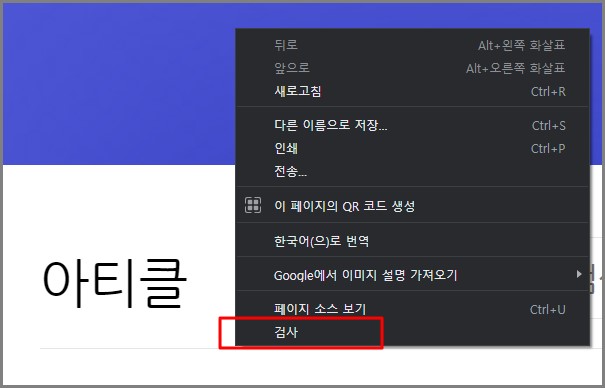 뒤로 Alt+왼쪽 화살표
앞으로 Alt+오른쪽 화살표
새로고침 Ctrl+R
다른 이름으로 저장... Ctrl+S
인쇄 Ctrl+P
전송...
이 페이지의 QR 코드 생성
한국어(으)로 번역
아티클
Google에서 이미지 설명 가져오기
페이지 소스 보기 Ctrl+U
검사